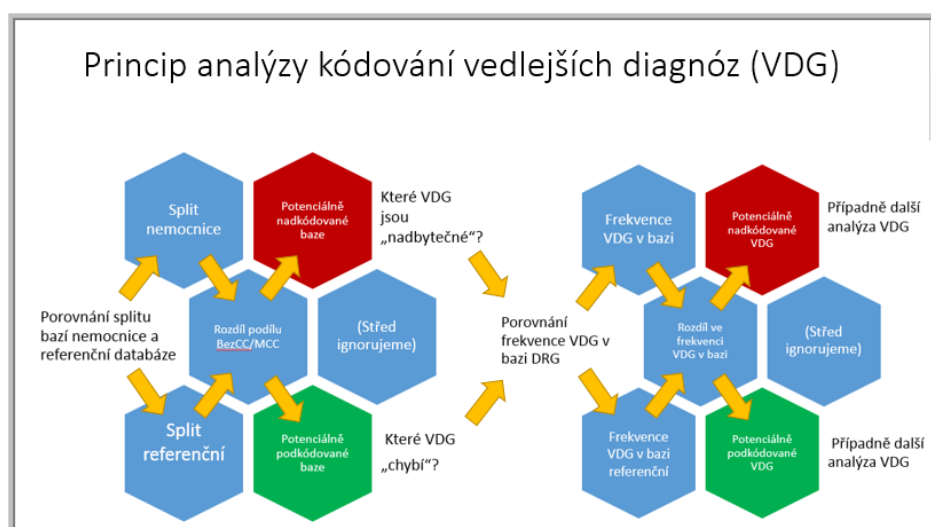 Princip analýzy kódování vedlejších diagnóz (VDG)
Porovnání splitu
bazí nemocnice a
referenční databáze
Split
nemocnice
Split
referenční
Rozdíl podílu
BezCC/MCC
Potenciálně
nadkódované
baze
(Střed
ignorujeme)
Potenciálně
podkódované
baze
Které VDG
jsou
„nadbytečné“?
Které VDG
„chybí“?
Porovnání
frekvence VDG v
bazi DRG
Frekvence
VDG v bazi
Frekvence
VDG v bazi
referenční
Rozdíl ve
frekvenci
VDG v bazi
Potenciálně
nadkódované
VDG
(Střed
ignorujeme)
Potenciálně
podkódované
VDG
Případně další
analýza VDG
Případně další
analýza VDG